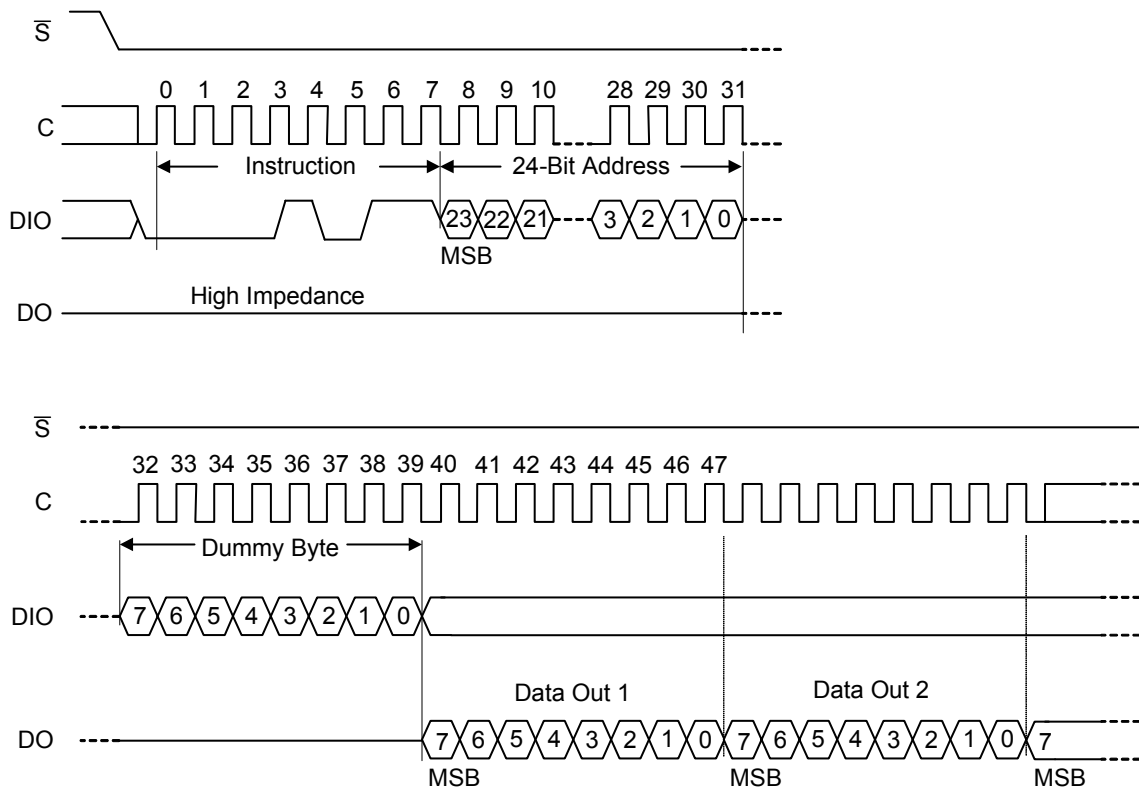 S̅
0 1 2 3 4 5 6 7 8 9 10 28 29 30 31
C
Instruction 24-Bit Address
DIO 23 22 21 3 2 1 0
MSB
High Impedance
DO
S̅
32 33 34 35 36 37 38 39 40 41 42 43 44 45 46 47
C
Dummy Byte
DIO 7 6 5 4 3 2 1 0
Data Out 1 Data Out 2
DO 7 6 5 4 3 2 1 0 7 6 5 4 3 2 1 0 7
MSB MSB MSB